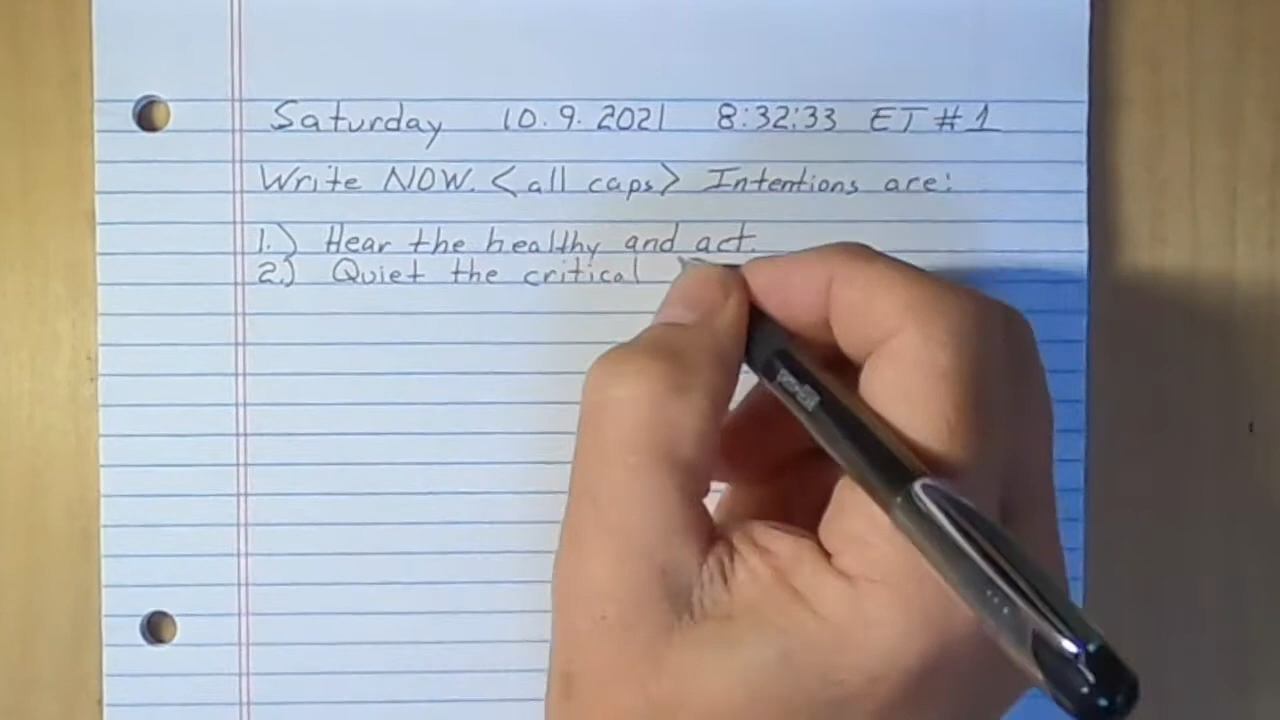 Saturday 10.9.2021 8:32:33 ET #1
Write NOW. <all caps> Intentions are:
1.) Hear the healthy and act.
2.) Quiet the critical